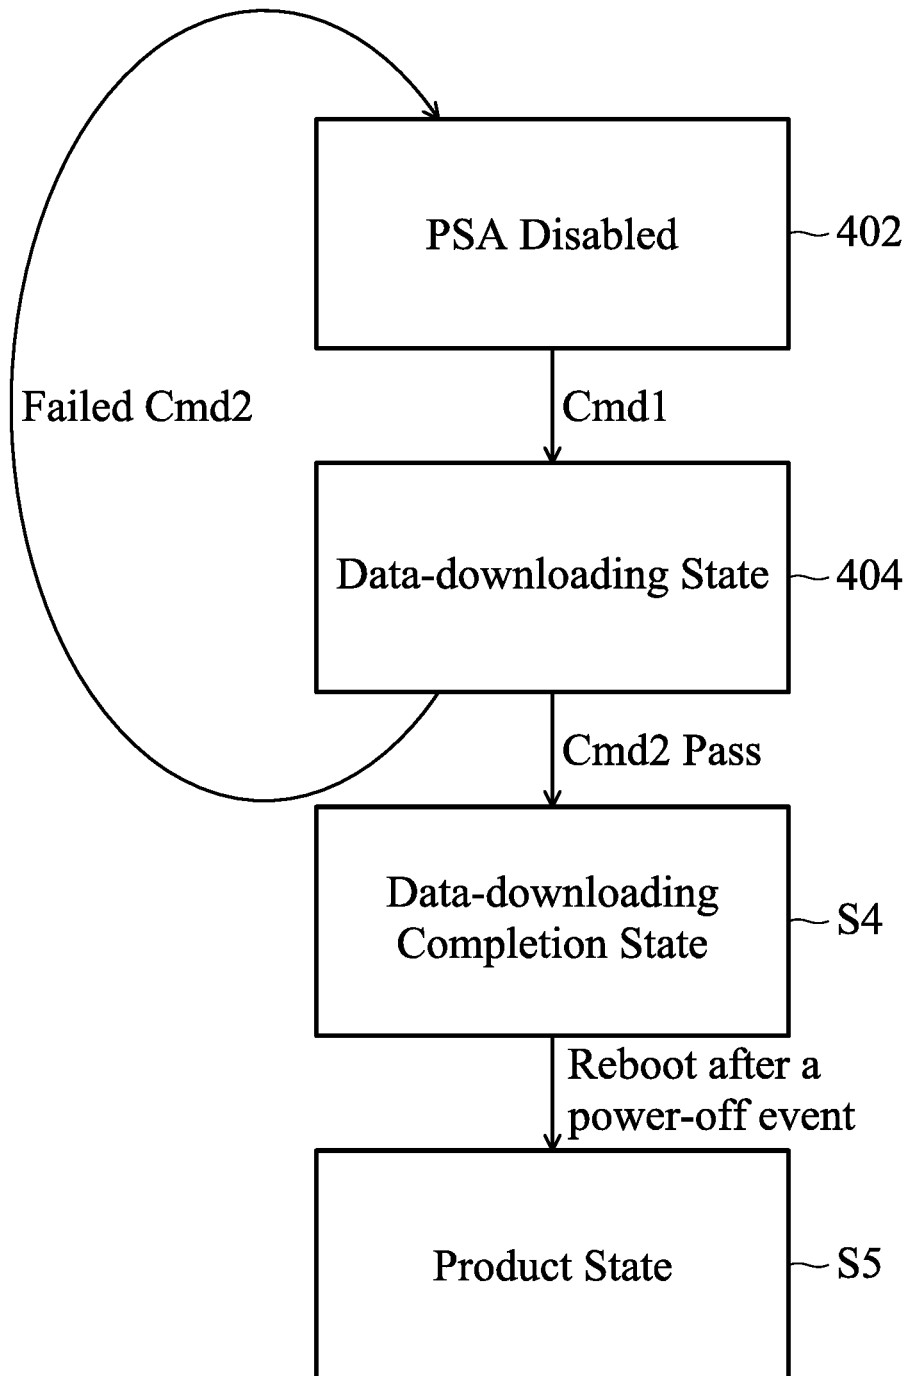 PSA Disabled
402
Failed Cmd2
Cmd1
Data-downloading State
404
Cmd2 Pass
Data-downloading
Completion State
S4
Reboot after a
power-off event
Product State
S5